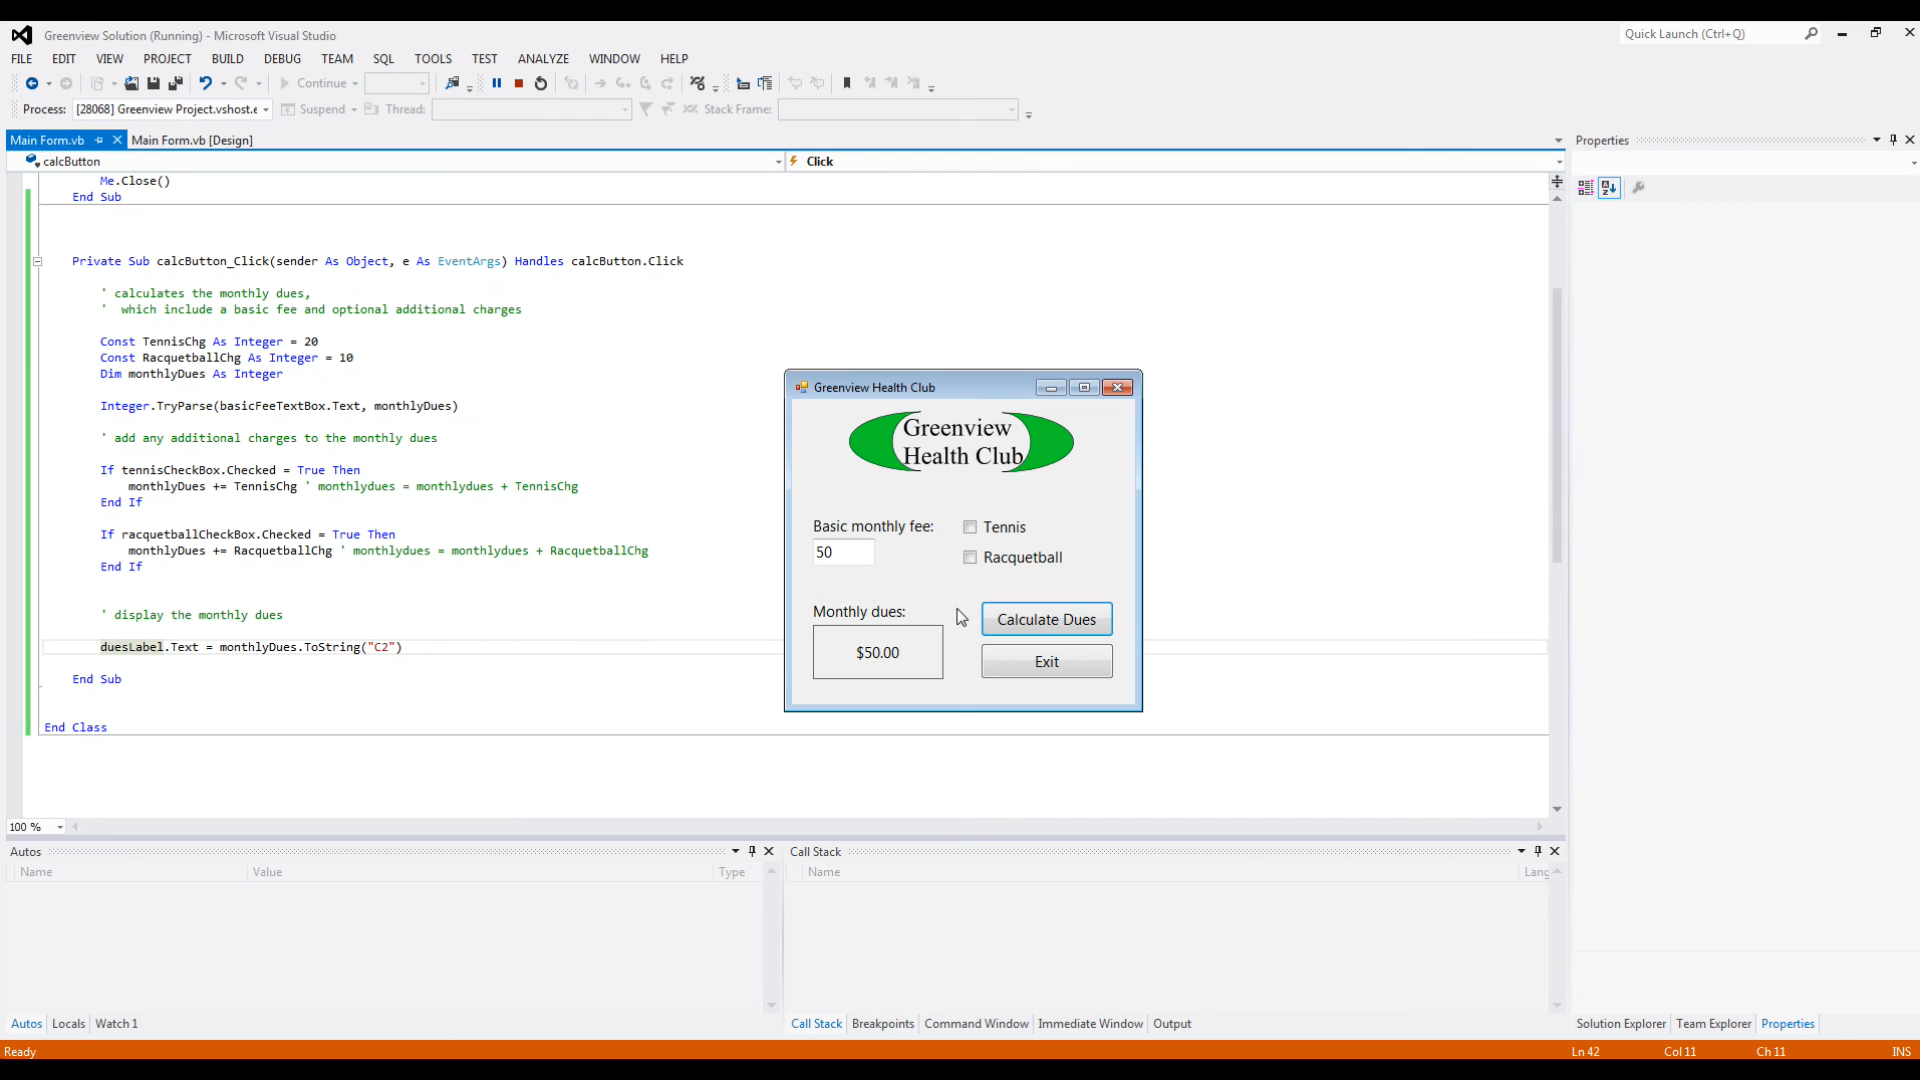 Greenview Solution (Running) - Microsoft Visual Studio
Quick Launch (Ctrl+Q)
FILE EDIT VIEW PROJECT BUILD DEBUG TEAM SQL TOOLS TEST ANALYZE WINDOW HELP
Continue
Process: [28068] Greenview Project.vshost.e Suspend Thread: Stack Frame:
Main Form.vb Main Form.vb [Design]
Properties
calcButton Click
Me.Close()
End Sub
Private Sub calcButton_Click(sender As Object, e As EventArgs) Handles calcButton.Click
' calculates the monthly dues,
' which include a basic fee and optional additional charges
Const TennisChg As Integer = 20
Const RacquetballChg As Integer = 10
Dim monthlyDues As Integer
Integer.TryParse(basicFeeTextBox.Text, monthlyDues)
' add any additional charges to the monthly dues
If tennisCheckBox.Checked = True Then
monthlyDues += TennisChg ' monthlydues = monthlydues + TennisChg
End If
If racquetballCheckBox.Checked = True Then
monthlyDues += RacquetballChg ' monthlydues = monthlydues + RacquetballChg
End If
' display the monthly dues
duesLabel.Text = monthlyDues.ToString("C2")
End Sub
End Class
Greenview Health Club
Greenview
Health Club
Basic monthly fee:
50
Tennis
Racquetball
Monthly dues:
$50.00
Calculate Dues
Exit
100 %
Autos
Name Value Type
Call Stack
Name Lang
Autos Locals Watch 1
Call Stack Breakpoints Command Window Immediate Window Output
Solution Explorer Team Explorer Properties
Ready
Ln 42 Col 11 Ch 11 INS